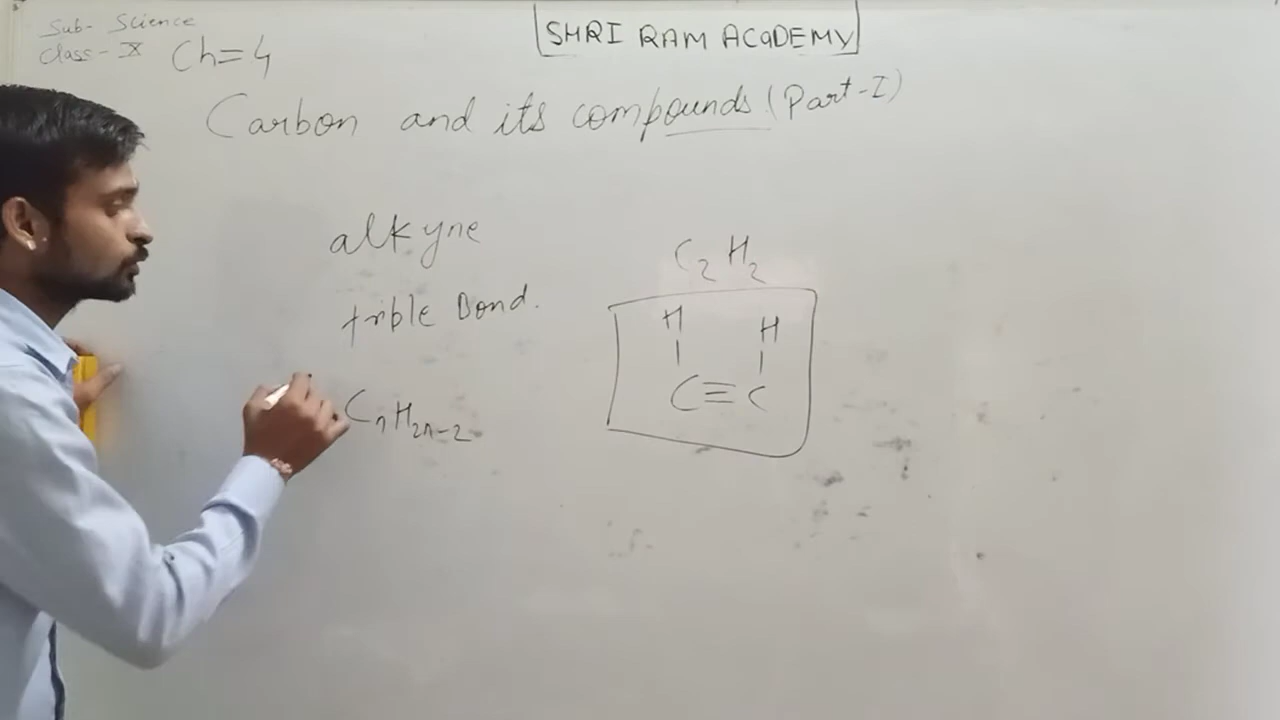 Sub- Science
Class- IX Ch=4
SHRI RAM ACADEMY
Carbon and its compounds (Part-I)
alkyne
trible Bond.
CnH2n-2
C2H2
H H
C≡C